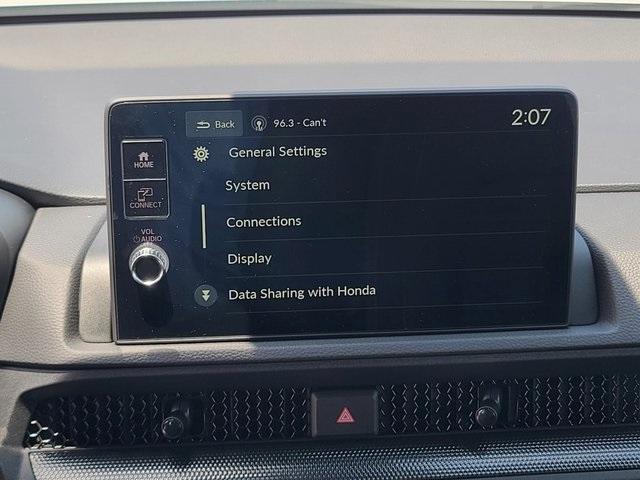 Back
96.3 - Can't
2:07
HOME
CONNECT
VOL
AUDIO
General Settings
System
Connections
Display
Data Sharing with Honda